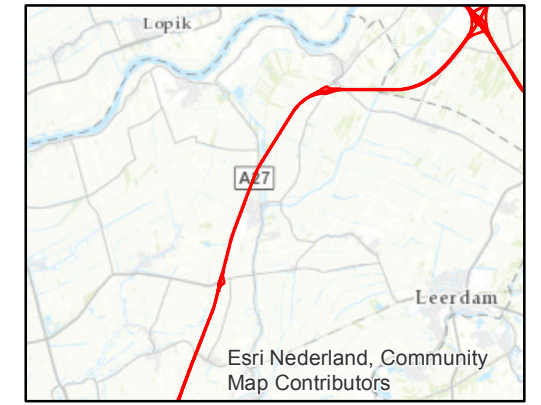 Lopik
A27
Leerdam
Esri Nederland, Community
Map Contributors